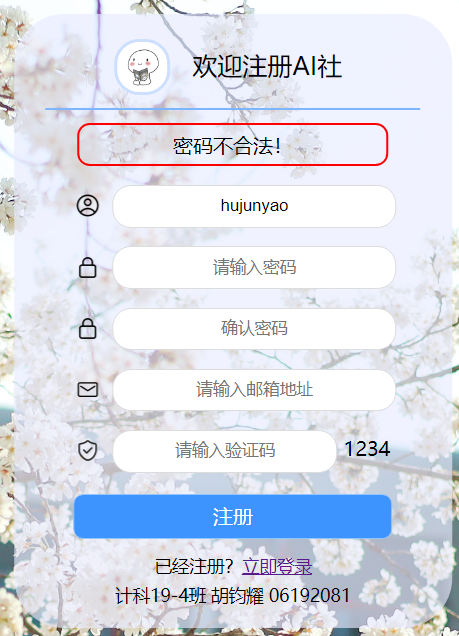 欢迎注册AI社
密码不合法！
hujunyao
请输入密码
确认密码
请输入邮箱地址
请输入验证码 1234
注册
已经注册？立即登录
计科19-4班 胡钧耀 06192081